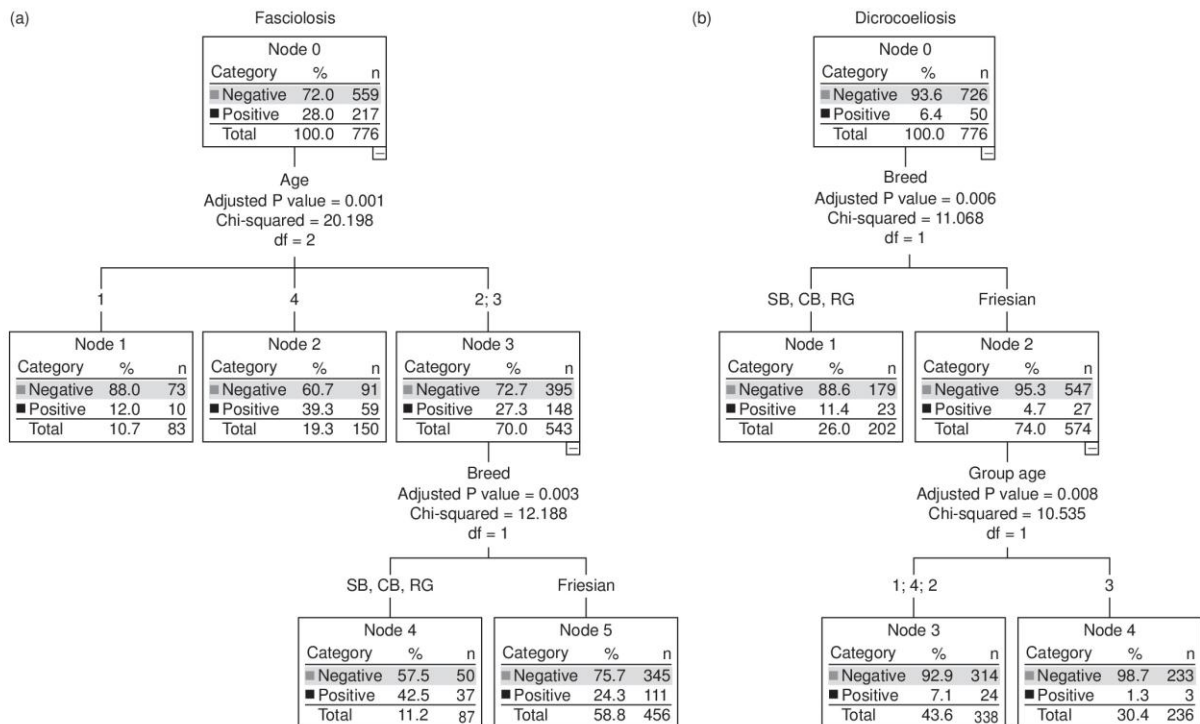 (a)
Fasciolosis
Node 0
Category % n
Negative 72.0 559
Positive 28.0 217
Total 100.0 776
Age
Adjusted P value = 0.001
Chi-squared = 20.198
df = 2
1
4
2; 3
Node 1
Category % n
Negative 88.0 73
Positive 12.0 10
Total 10.7 83
Node 2
Category % n
Negative 60.7 91
Positive 39.3 59
Total 19.3 150
Node 3
Category % n
Negative 72.7 395
Positive 27.3 148
Total 70.0 543
Breed
Adjusted P value = 0.003
Chi-squared = 12.188
df = 1
SB, CB, RG
Friesian
Node 4
Category % n
Negative 57.5 50
Positive 42.5 37
Total 11.2 87
Node 5
Category % n
Negative 75.7 345
Positive 24.3 111
Total 58.8 456
(b)
Dicrocoeliosis
Node 0
Category % n
Negative 93.6 726
Positive 6.4 50
Total 100.0 776
Breed
Adjusted P value = 0.006
Chi-squared = 11.068
df = 1
SB, CB, RG
Friesian
Node 1
Category % n
Negative 88.6 179
Positive 11.4 23
Total 26.0 202
Node 2
Category % n
Negative 95.3 547
Positive 4.7 27
Total 74.0 574
Group age
Adjusted P value = 0.008
Chi-squared = 10.535
df = 1
1; 4; 2
3
Node 3
Category % n
Negative 92.9 314
Positive 7.1 24
Total 43.6 338
Node 4
Category % n
Negative 98.7 233
Positive 1.3 3
Total 30.4 236